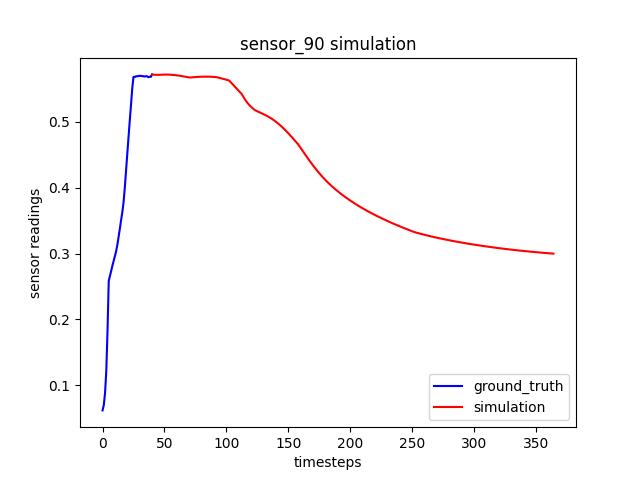 sensor_90 simulation
sensor readings
0.5
0.4
0.3
0.2
0.1
ground_truth
simulation
0 50 100 150 200 250 300 350
timesteps